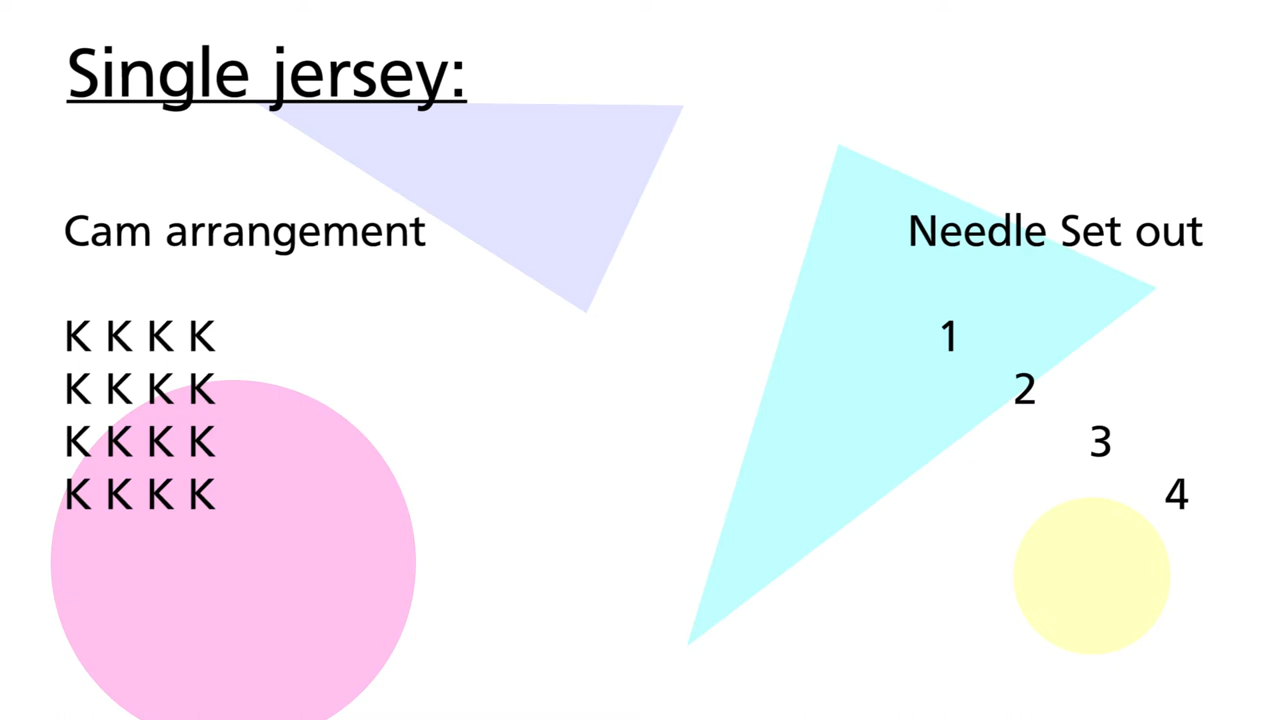 Single jersey:
Cam arrangement
Needle Set out
K K K K
1
K K K K
2
K K K K
3
K K K K
4